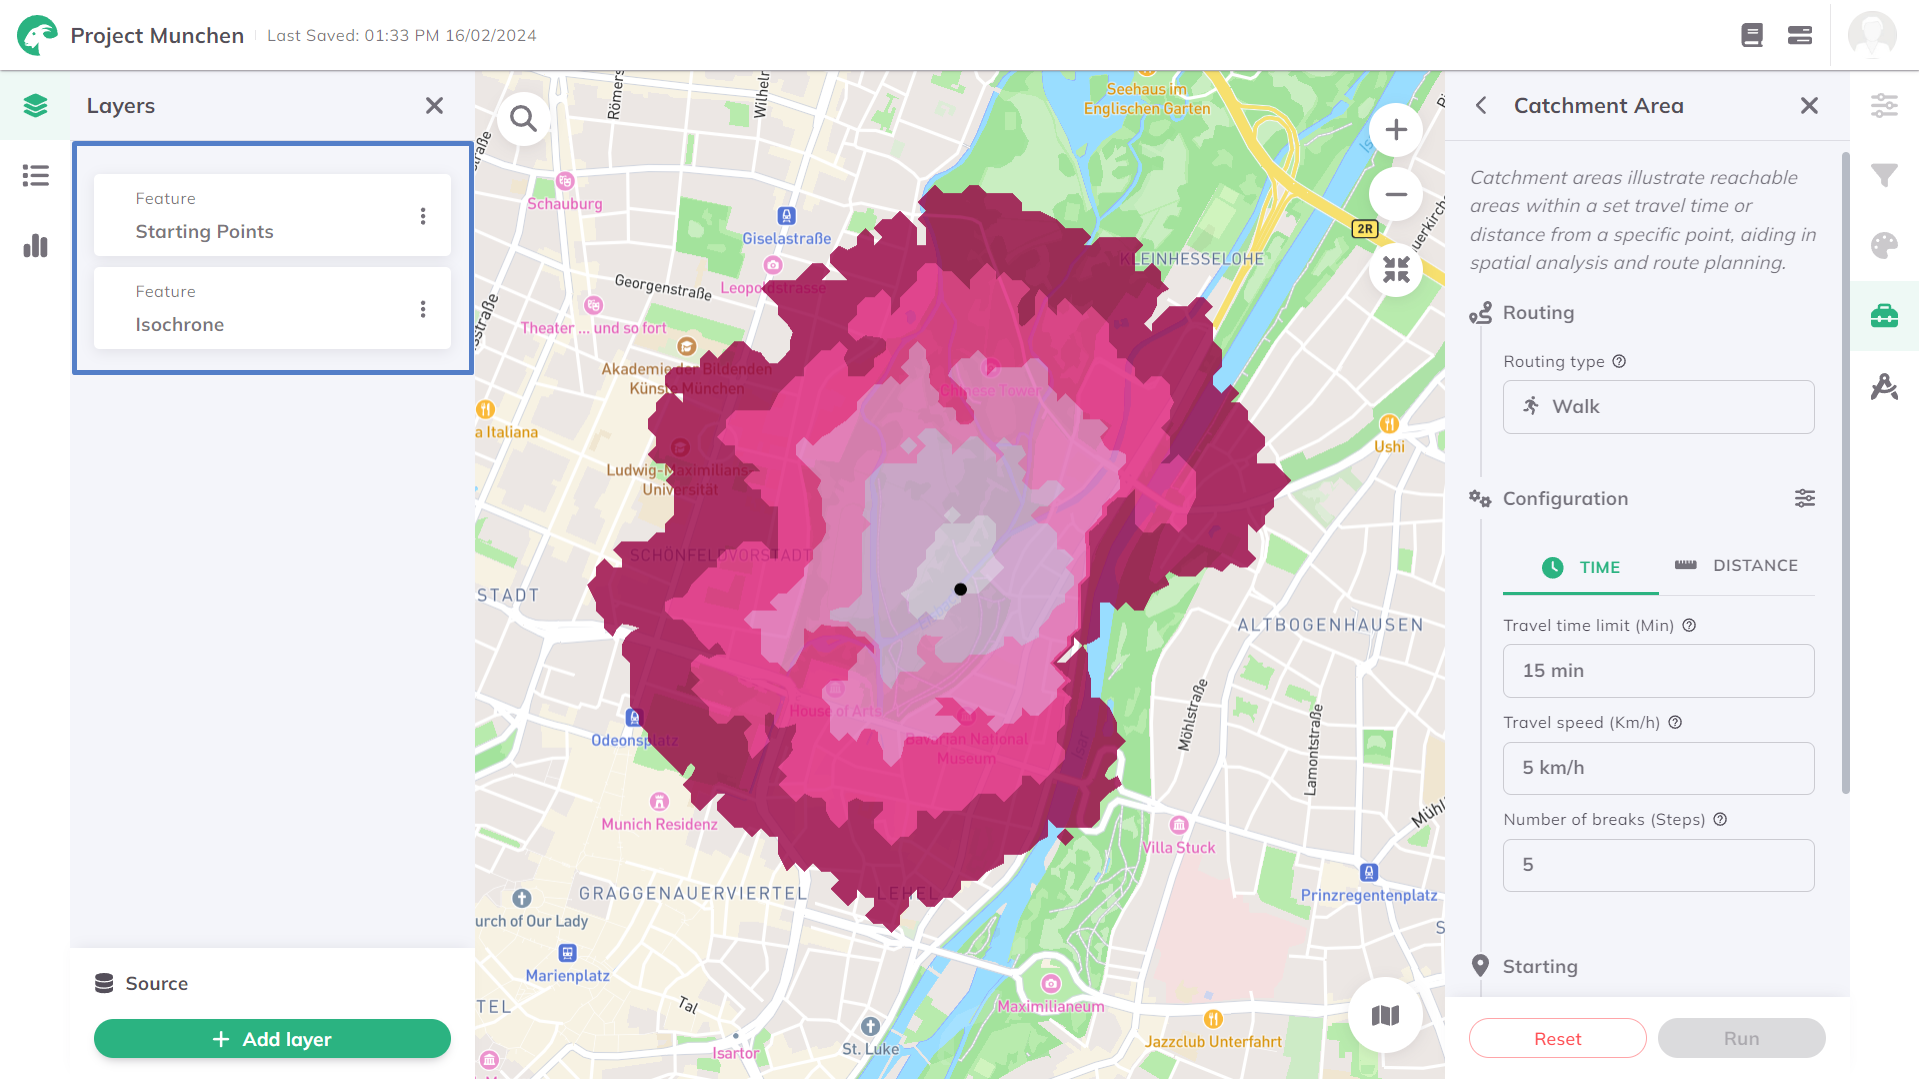 Project Munchen
Last Saved: 01:33 PM 16/02/2024
Layers
Feature
Starting Points
Feature
Isochrone
Source
Add layer
Seehaus im
Englischen Garten
Schauburg
Giselastraße
2R
KLEINHESSELOHE
Georgenstraße
Leopoldstrasse
Theater ... und so fort
Akademie der Bildenden
Künste München
Chinese Tower
a Italiana
Ushi
Ludwig-Maximilians-
Universität
SCHÖNFELDVORSTADT
STADT
ALTBOGENHAUSEN
House of Arts
Odeonsplatz
Bavarian National
Museum
Isar
Möhlstraße
Lamontstraße
Munich Residenz
Villa Stuck
Prinzregentenplatz
GRAGGENAUERVIERTEL
LEHEL
urch of Our Lady
Marienplatz
TEL
Tal
Maximilianeum
Isartor
St. Luke
Jazzclub Unterfahrt
Catchment Area
Catchment areas illustrate reachable
areas within a set travel time or
distance from a specific point, aiding in
spatial analysis and route planning.
Routing
Routing type
Walk
Configuration
TIME
DISTANCE
Travel time limit (Min)
15 min
Travel speed (Km/h)
5 km/h
Number of breaks (Steps)
5
Starting
Reset
Run